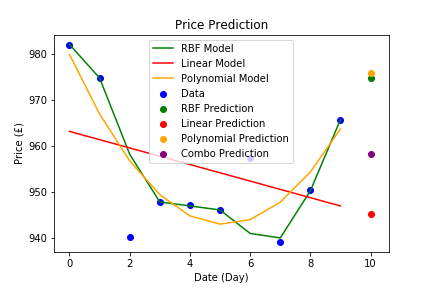 Price Prediction
RBF Model
Linear Model
Polynomial Model
Data
RBF Prediction
Linear Prediction
Polynomial Prediction
Combo Prediction
Price (£)
980
970
960
950
940
0 2 4 6 8 10
Date (Day)